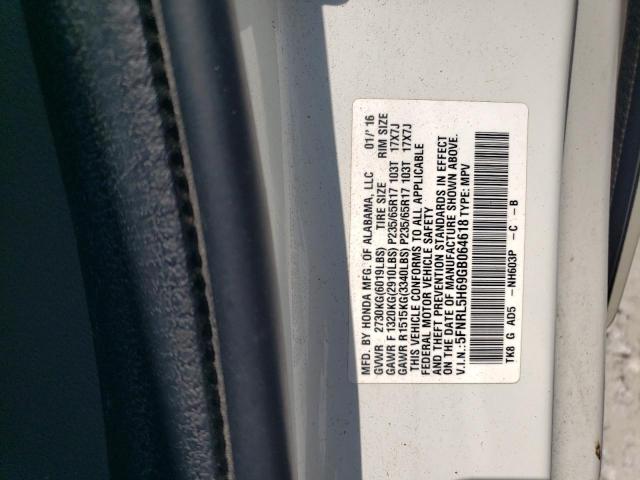 MFD. BY HONDA MFG. OF ALABAMA, LLC 01/'16
GVWR 2730KG(6019LBS) TIRE SIZE RIM SIZE
GAWR F 1320KG(2910LBS) P235/65R17 103T 17X7J
GAWR R1515KG(3340LBS) P235/65R17 103T 17X7J
THIS VEHICLE CONFORMS TO ALL APPLICABLE
FEDERAL MOTOR VEHICLE SAFETY
AND THEFT PREVENTION STANDARDS IN EFFECT
ON THE DATE OF MANUFACTURE SHOWN ABOVE.
V.I.N.:5FNRL5H69GB064618 TYPE: MPV
TK8 G AD5 -NH603P -C -B